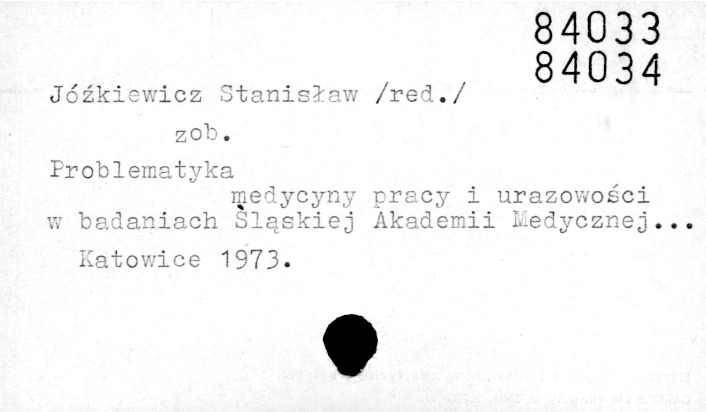 84033
84034
Jóźkiewicz Stanisław /red./
zob.
Problematyka
medycyny pracy i urazowości
w badaniach Śląskiej Akademii Medycznej...
Katowice 1973.